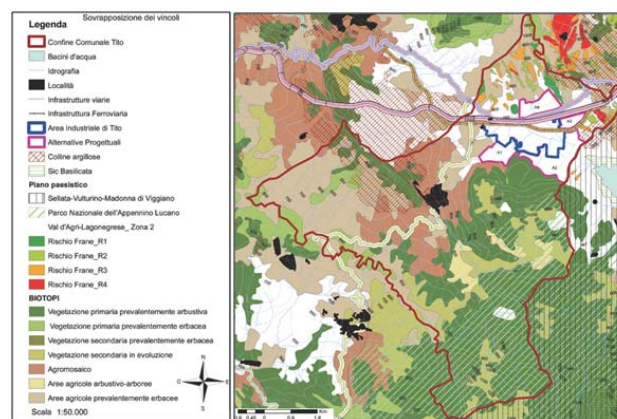 Sovrapposizione dei vincoli
Legenda
Confine Comunale Tito
Bacini d'acqua
Idrografia
Località
Infrastrutture viarie
Infrastruttura Ferroviaria
Area Industriale di Tito
Alternative Progettuali
Colline argillose
Sic Basilicata
Piano paesistico
Sellata-Vulturino-Madonna di Viggiano
Parco Nazionale dell'Appennino Lucano
Val d'Agri-Lagonegrese_ Zona 2
Rischio Frane_R1
Rischio Frane_R2
Rischio Frane_R3
Rischio Frane_R4
BIOTOPI
Vegetazione primaria prevalentemente arbustiva
Vegetazione primaria prevalentemente erbacea
Vegetazione secondaria prevalentemente erbacea
Vegetazione secondaria in evoluzione
Agromosaico
Aree agricole arbustivo-arboree
Aree agricole prevalentemente erbacee
Scala 1:50.000
N
E
S
A4
A1